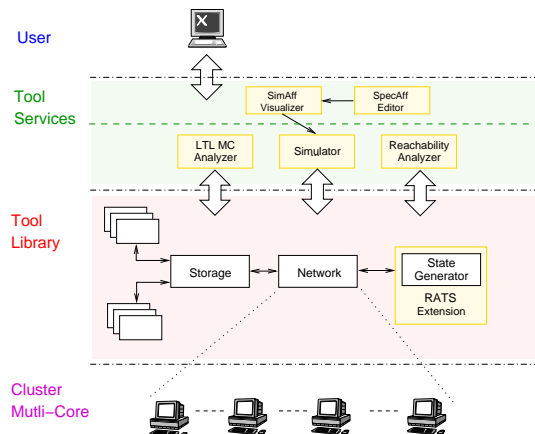 User
Tool
Services
SimAff
Visualizer
SpecAff
Editor
LTL MC
Analyzer
Simulator
Reachability
Analyzer
Tool
Library
Storage
Network
State
Generator
RATS
Extension
Cluster
Mutli−Core